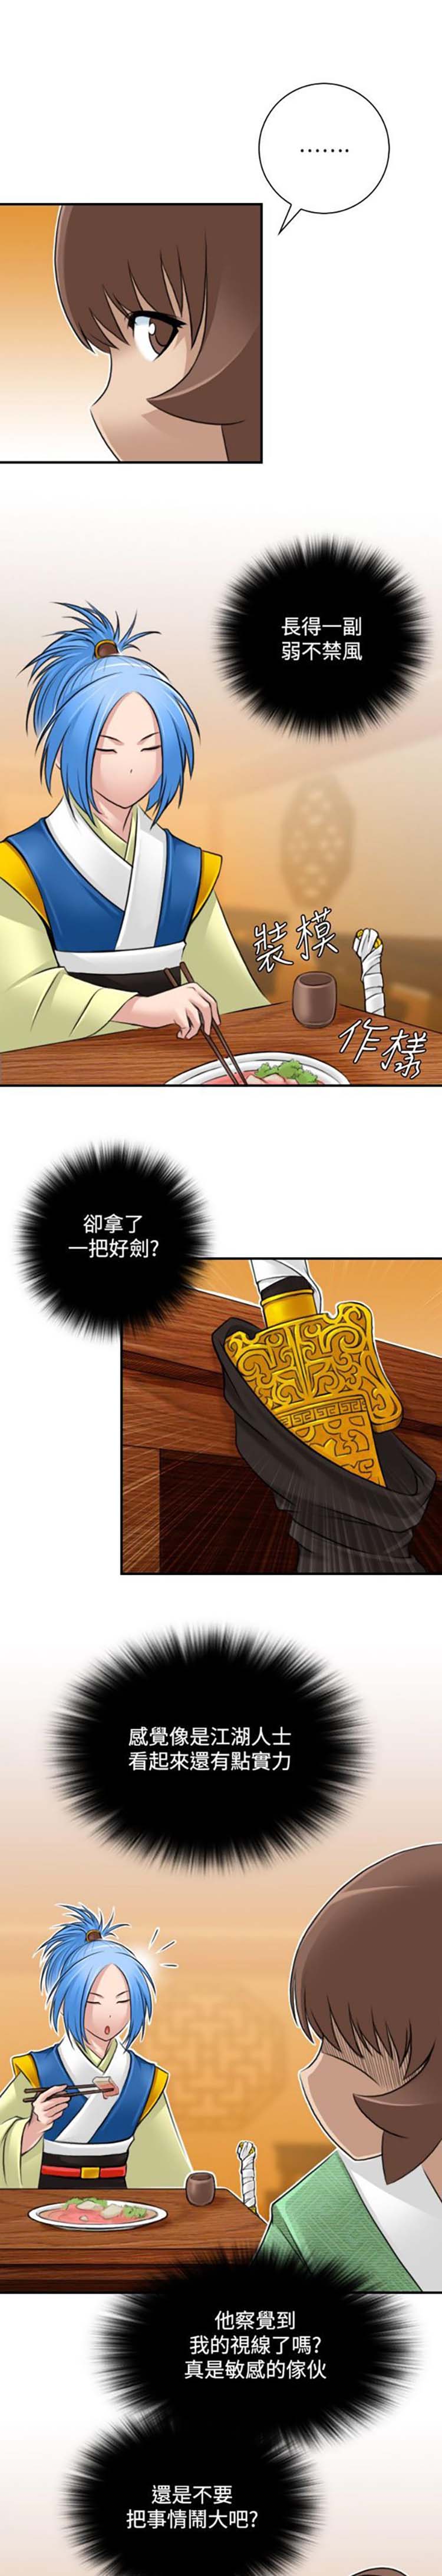 .......
長得一副
弱不禁風
裝模
作樣
卻拿了
一把好劍?
感覺像是江湖人士
看起來還有點實力
他察覺到
我的視線了嗎?
真是敏感的傢伙
還是不要
把事情鬧大吧?